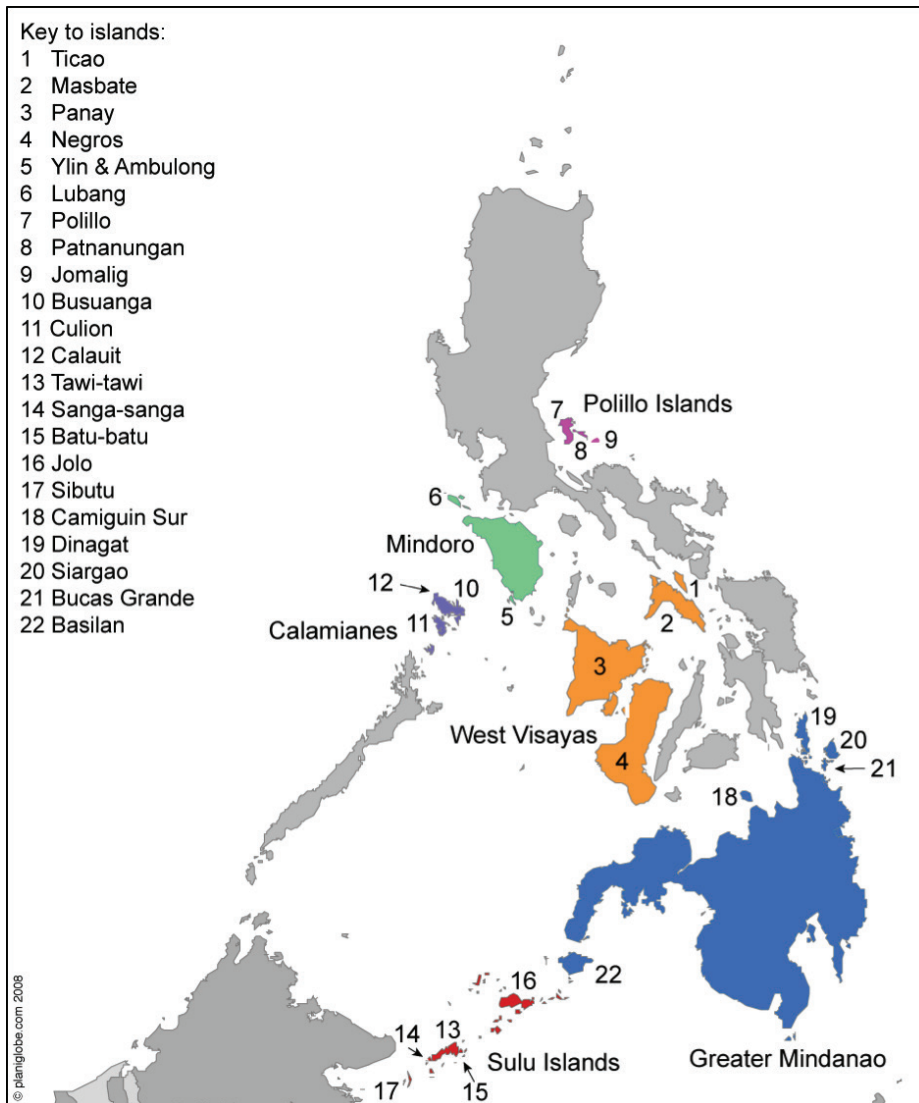 Key to islands:
1 Ticao
2 Masbate
3 Panay
4 Negros
5 Ylin & Ambulong
6 Lubang
7 Polillo
8 Patnanungan
9 Jomalig
10 Busuanga
11 Culion
12 Calauit
13 Tawi-tawi
14 Sanga-sanga
15 Batu-batu
16 Jolo
17 Sibutu
18 Camiguin Sur
19 Dinagat
20 Siargao
21 Bucas Grande
22 Basilan
7
Polillo Islands
8
9
6
Mindoro
12
10
11
5
Calamianes
1
2
3
West Visayas
4
19
20
21
18
22
16
14
13
Sulu Islands
17
15
Greater Mindanao
© planiglobe.com 2008